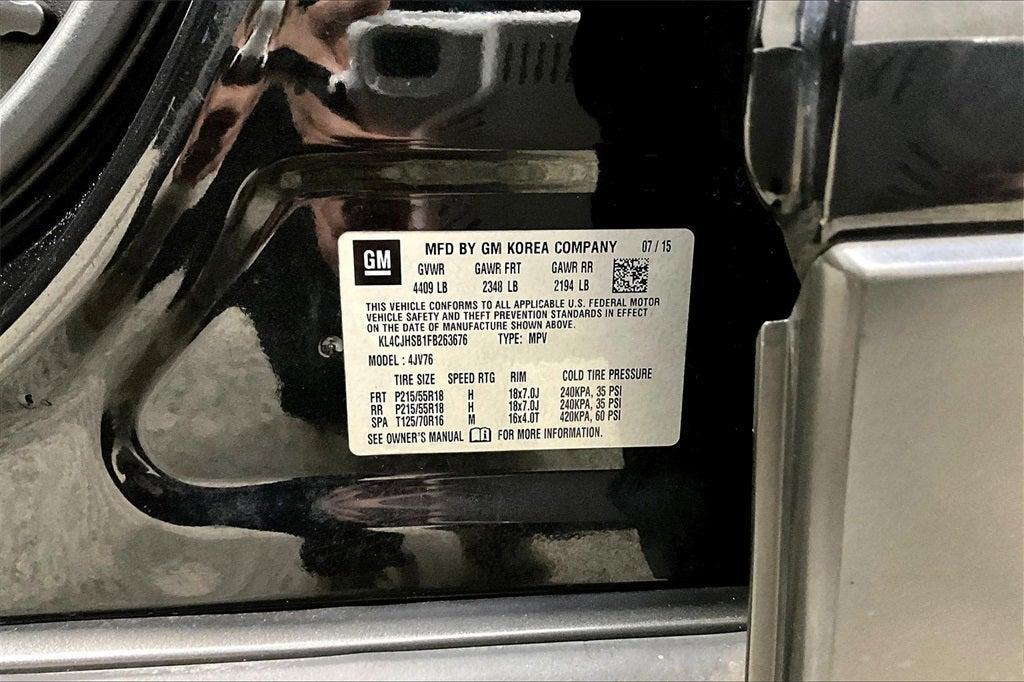 GM MFD BY GM KOREA COMPANY 07/15
GVWR GAWR FRT GAWR RR
4409 LB 2348 LB 2194 LB
THIS VEHICLE CONFORMS TO ALL APPLICABLE U.S. FEDERAL MOTOR
VEHICLE SAFETY AND THEFT PREVENTION STANDARDS IN EFFECT
ON THE DATE OF MANUFACTURE SHOWN ABOVE.
KL4CJHSB1FB263676 TYPE: MPV
MODEL : 4JV76
TIRE SIZE SPEED RTG RIM COLD TIRE PRESSURE
FRT P215/55R18 H 18x7.0J 240KPA, 35 PSI
RR P215/55R18 H 18x7.0J 240KPA, 35 PSI
SPA T125/70R16 M 16x4.0T 420KPA, 60 PSI
SEE OWNER'S MANUAL FOR MORE INFORMATION.